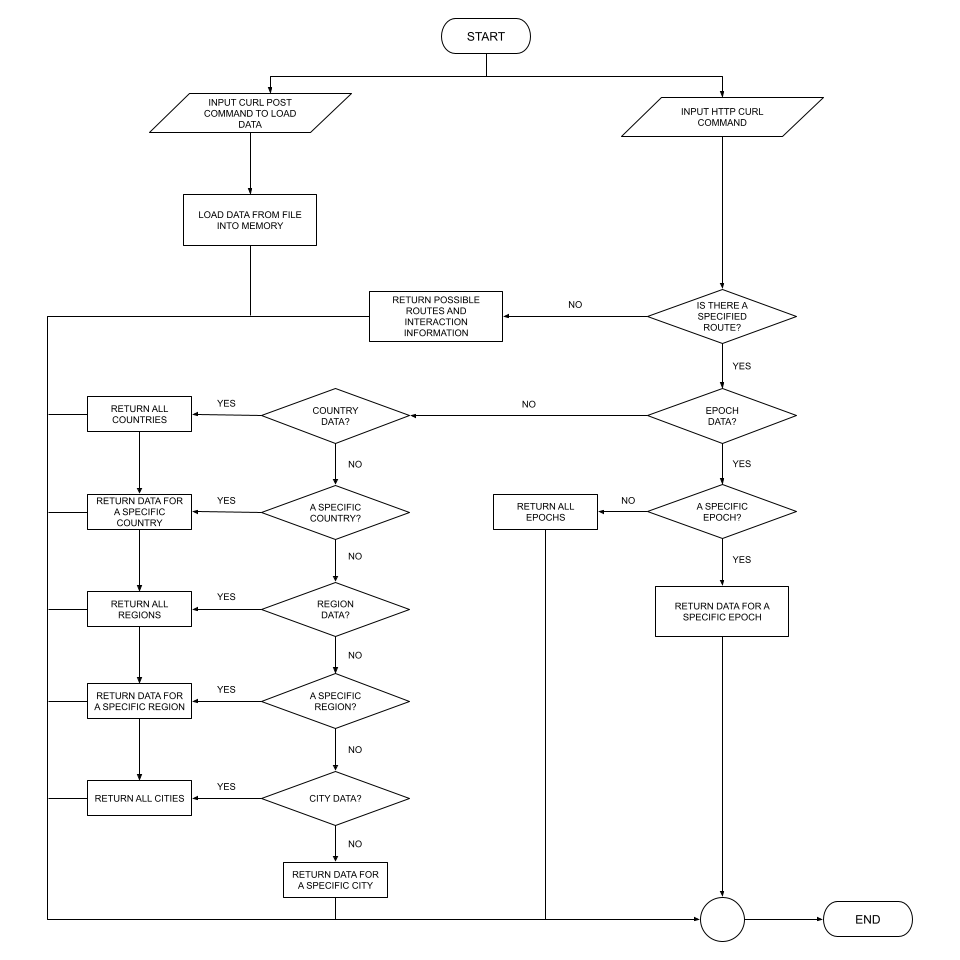 START
INPUT CURL POST
COMMAND TO LOAD
DATA
INPUT HTTP CURL
COMMAND
LOAD DATA FROM FILE
INTO MEMORY
RETURN POSSIBLE
ROUTES AND
INTERACTION
INFORMATION
NO
IS THERE A
SPECIFIED
ROUTE?
YES
RETURN ALL
COUNTRIES
YES
COUNTRY
DATA?
NO
EPOCH
DATA?
NO
YES
RETURN DATA FOR
A SPECIFIC
COUNTRY
YES
A SPECIFIC
COUNTRY?
RETURN ALL
EPOCHS
NO
A SPECIFIC
EPOCH?
NO
YES
RETURN ALL
REGIONS
YES
REGION
DATA?
RETURN DATA FOR A
SPECIFIC EPOCH
NO
RETURN DATA FOR
A SPECIFIC REGION
YES
A SPECIFIC
REGION?
NO
RETURN ALL CITIES
YES
CITY DATA?
NO
RETURN DATA FOR
A SPECIFIC CITY
END